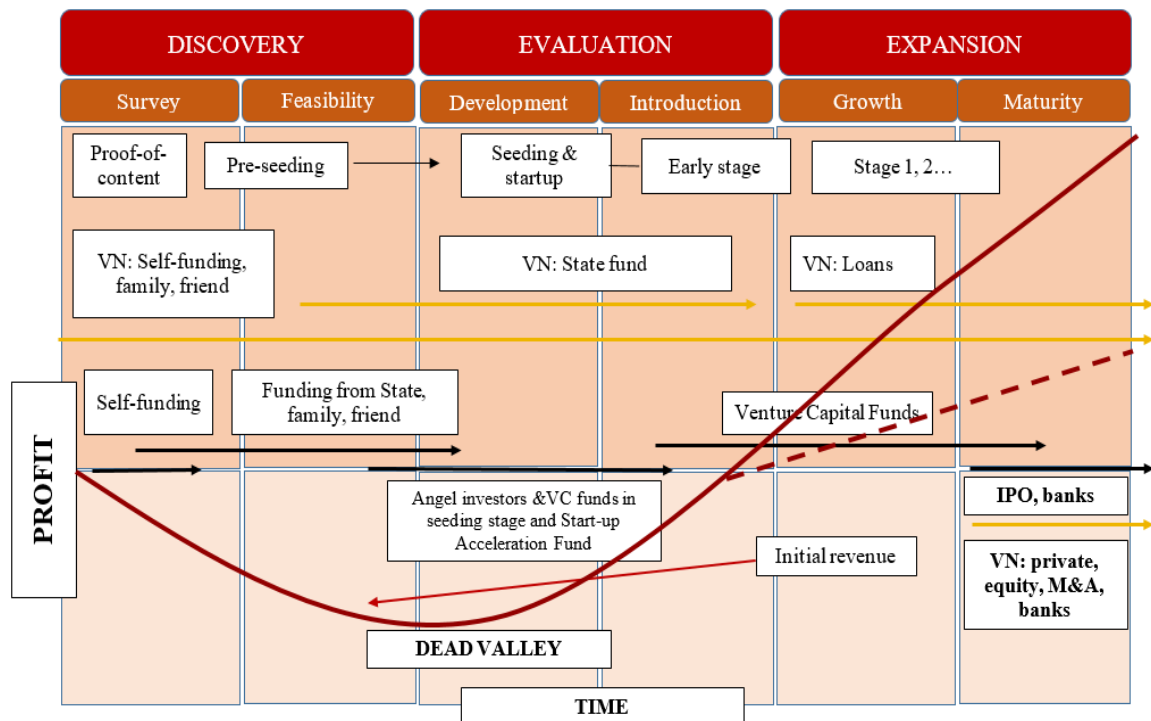 DISCOVERY
EVALUATION
EXPANSION
Survey
Feasibility
Development
Introduction
Growth
Maturity
Proof-of-
content
Pre-seeding
Seeding &
startup
Early stage
Stage 1, 2…
VN: Self-funding,
family, friend
VN: State fund
VN: Loans
Self-funding
Funding from State,
family, friend
Venture Capital Funds
PROFIT
Angel investors &VC funds in
seeding stage and Start-up
Acceleration Fund
IPO, banks
Initial revenue
VN: private,
equity, M&A,
banks
DEAD VALLEY
TIME